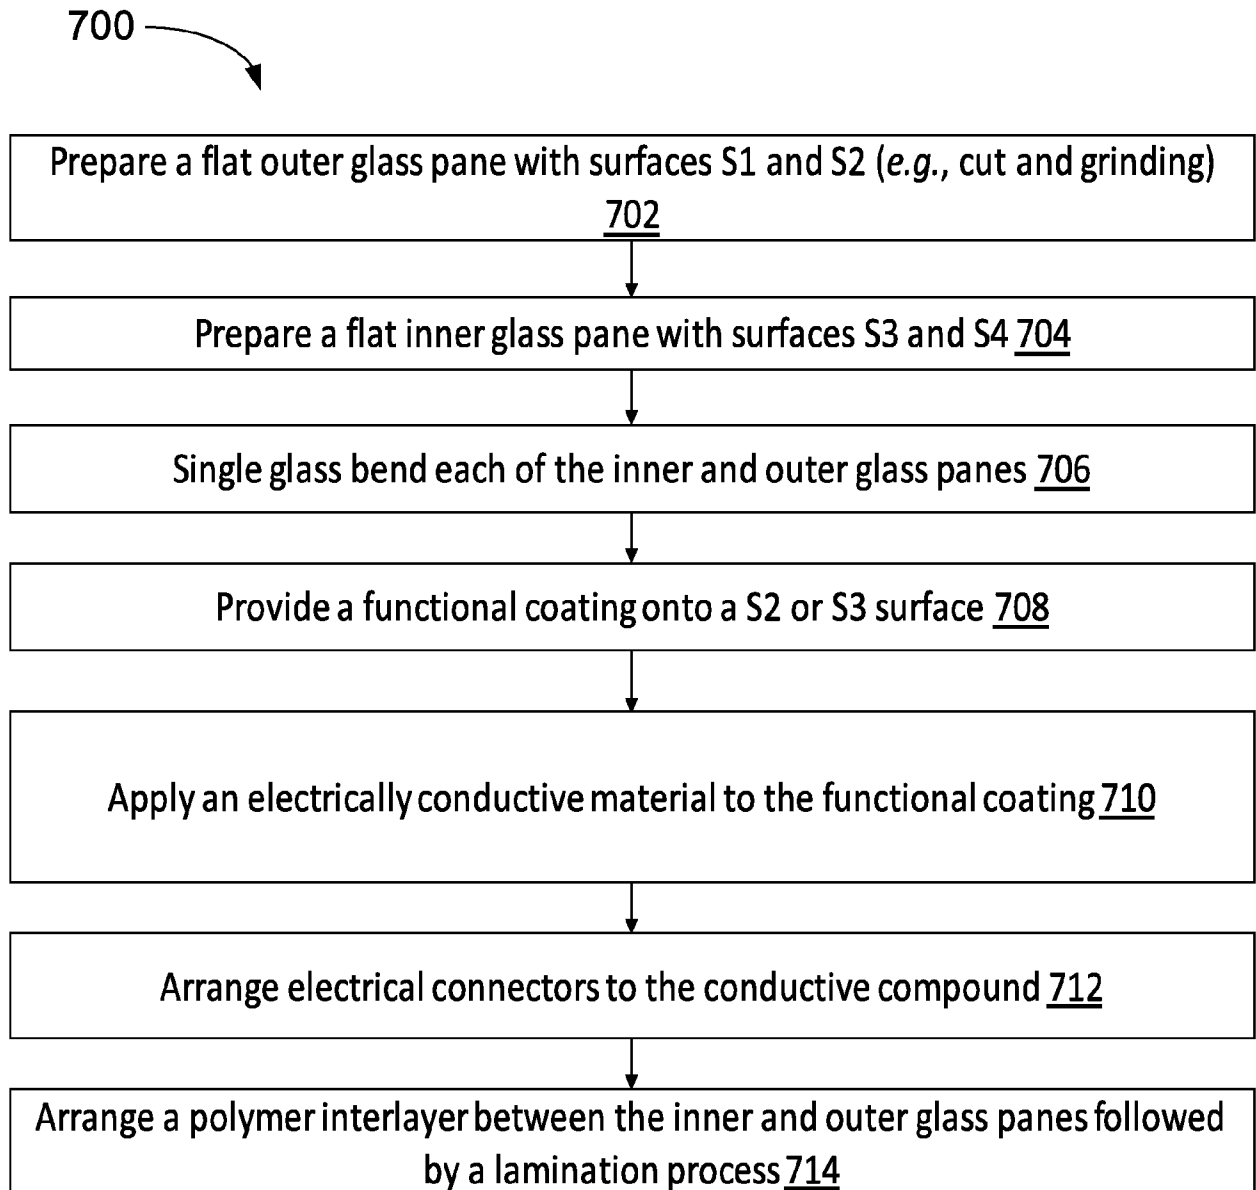 700
Prepare a flat outer glass pane with surfaces S1 and S2 (e.g., cut and grinding)
702
Prepare a flat inner glass pane with surfaces S3 and S4 704
Single glass bend each of the inner and outer glass panes 706
Provide a functional coating onto a S2 or S3 surface 708
Apply an electrically conductive material to the functional coating 710
Arrange electrical connectors to the conductive compound 712
Arrange a polymer interlayer between the inner and outer glass panes followed
by a lamination process 714